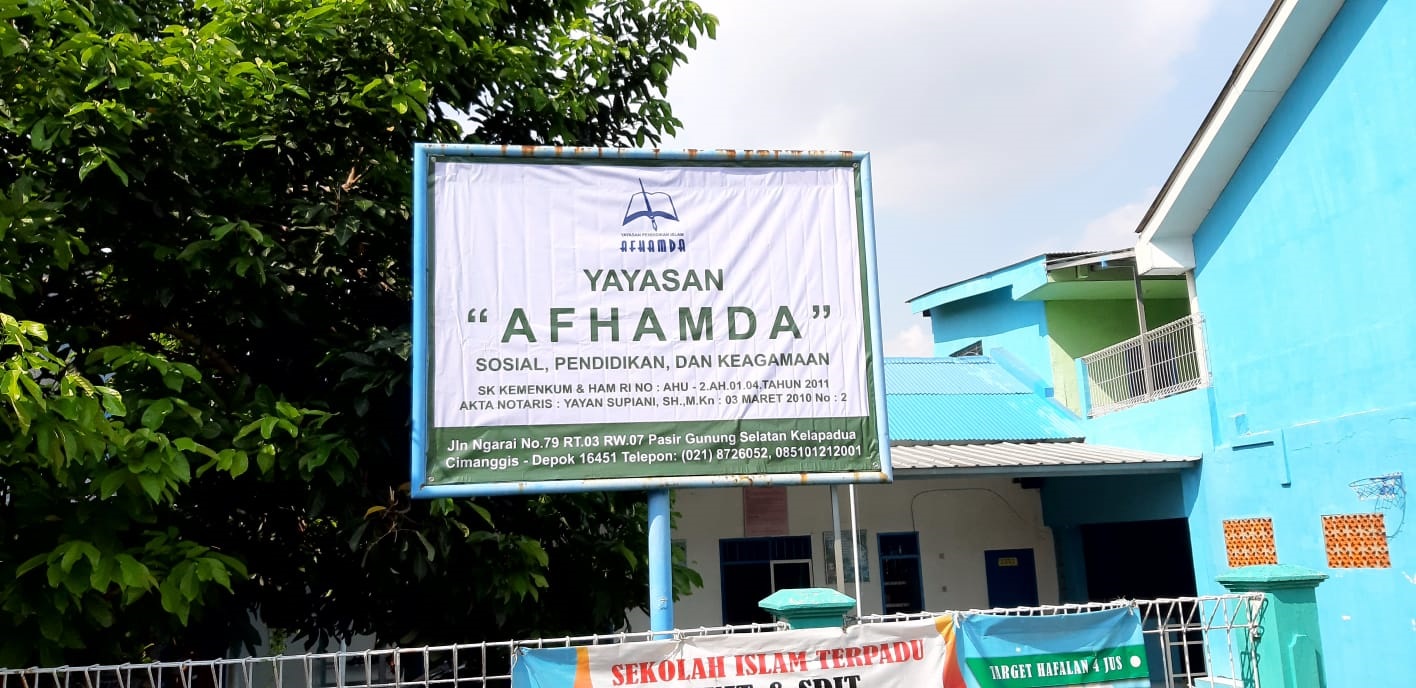 YAYASAN PENDIDIKAN ISLAM
AFHAMDA
YAYASAN
“AFHAMDA”
SOSIAL, PENDIDIKAN, DAN KEAGAMAAN
SK KEMENKUM & HAM RI NO : AHU - 2.AH.01.04.TAHUN 2011
AKTA NOTARIS : YAYAN SUPIANI, SH.,M.Kn : 03 MARET 2010 No : 2
Jln Ngarai No.79 RT.03 RW.07 Pasir Gunung Selatan Kelapadua
Cimanggis - Depok 16451 Telepon: (021) 8726052, 085101212001
SEKOLAH ISLAM TERPADU
& SDIT
TARGET HAFALAN 4 JUS